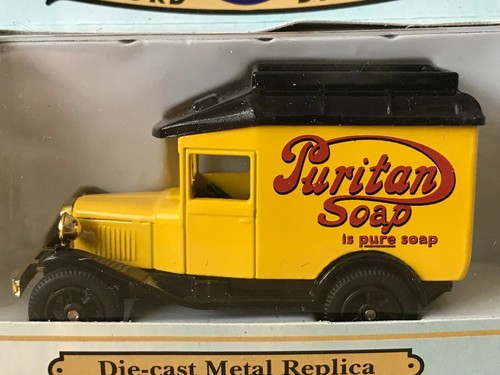 Puritan
Soap
is pure soap
Die-cast Metal Replica